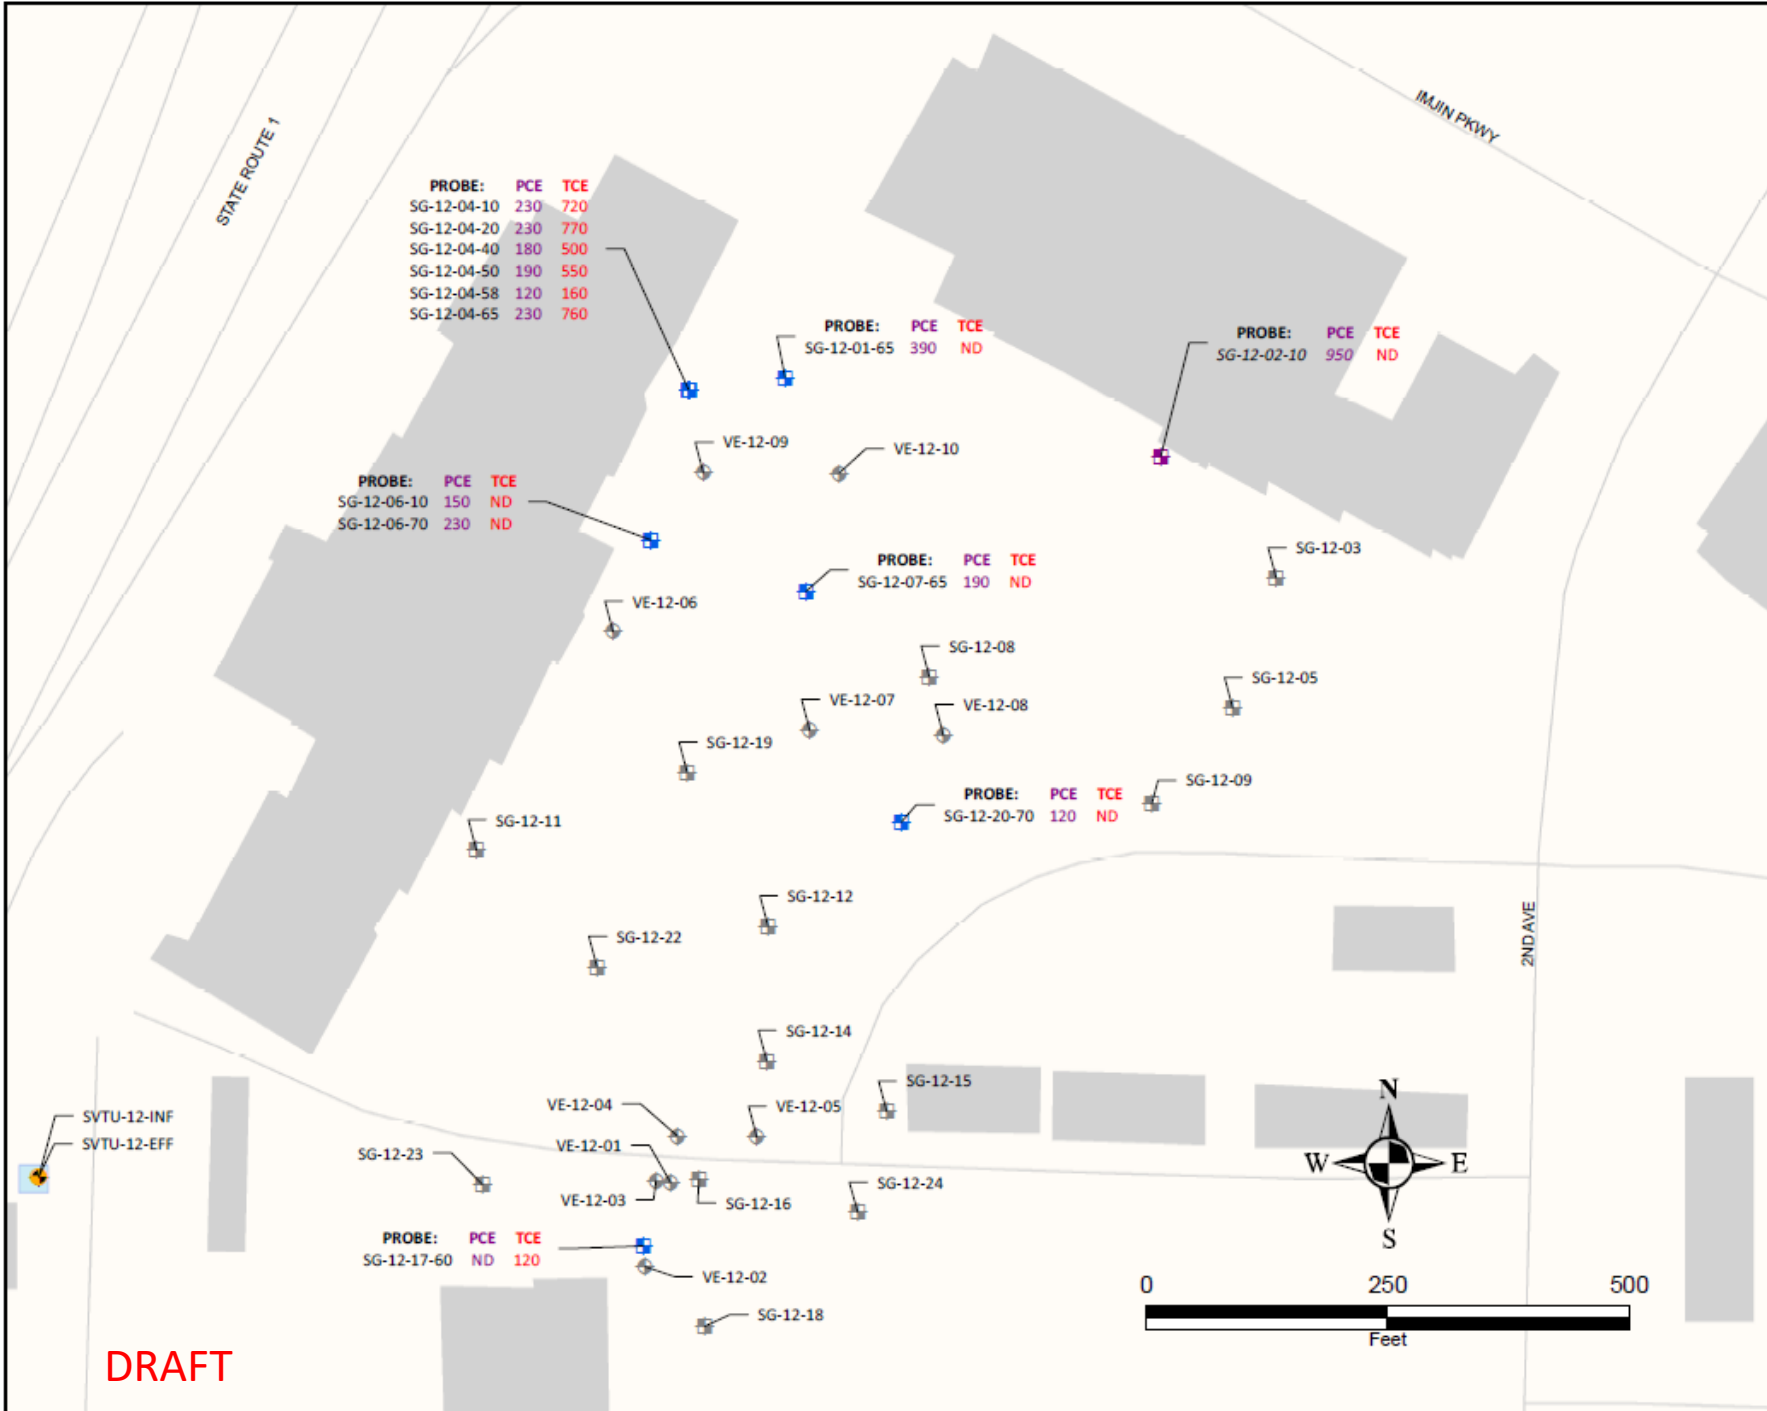 IMJIN PKWY
STATE ROUTE 1
PROBE: PCE TCE
SG-12-04-10 230 720
SG-12-04-20 230 770
SG-12-04-40 180 500
SG-12-04-50 190 550
SG-12-04-58 120 160
SG-12-04-65 230 760
PROBE: PCE TCE
SG-12-01-65 390 ND
PROBE: PCE TCE
SG-12-02-10 950 ND
VE-12-09
VE-12-10
PROBE: PCE TCE
SG-12-06-10 150 ND
SG-12-06-70 230 ND
SG-12-03
PROBE: PCE TCE
SG-12-07-65 190 ND
VE-12-06
SG-12-08
SG-12-05
VE-12-07
VE-12-08
SG-12-19
SG-12-09
PROBE: PCE TCE
SG-12-20-70 120 ND
SG-12-11
SG-12-12
2ND AVE
SG-12-22
SG-12-14
SG-12-15
VE-12-04
VE-12-05
SVTU-12-INF
SVTU-12-EFF
VE-12-01
SG-12-23
VE-12-03
SG-12-16
SG-12-24
N
W E
S
PROBE: PCE TCE
SG-12-17-60 ND 120
VE-12-02
SG-12-18
0 250 500
Feet
DRAFT